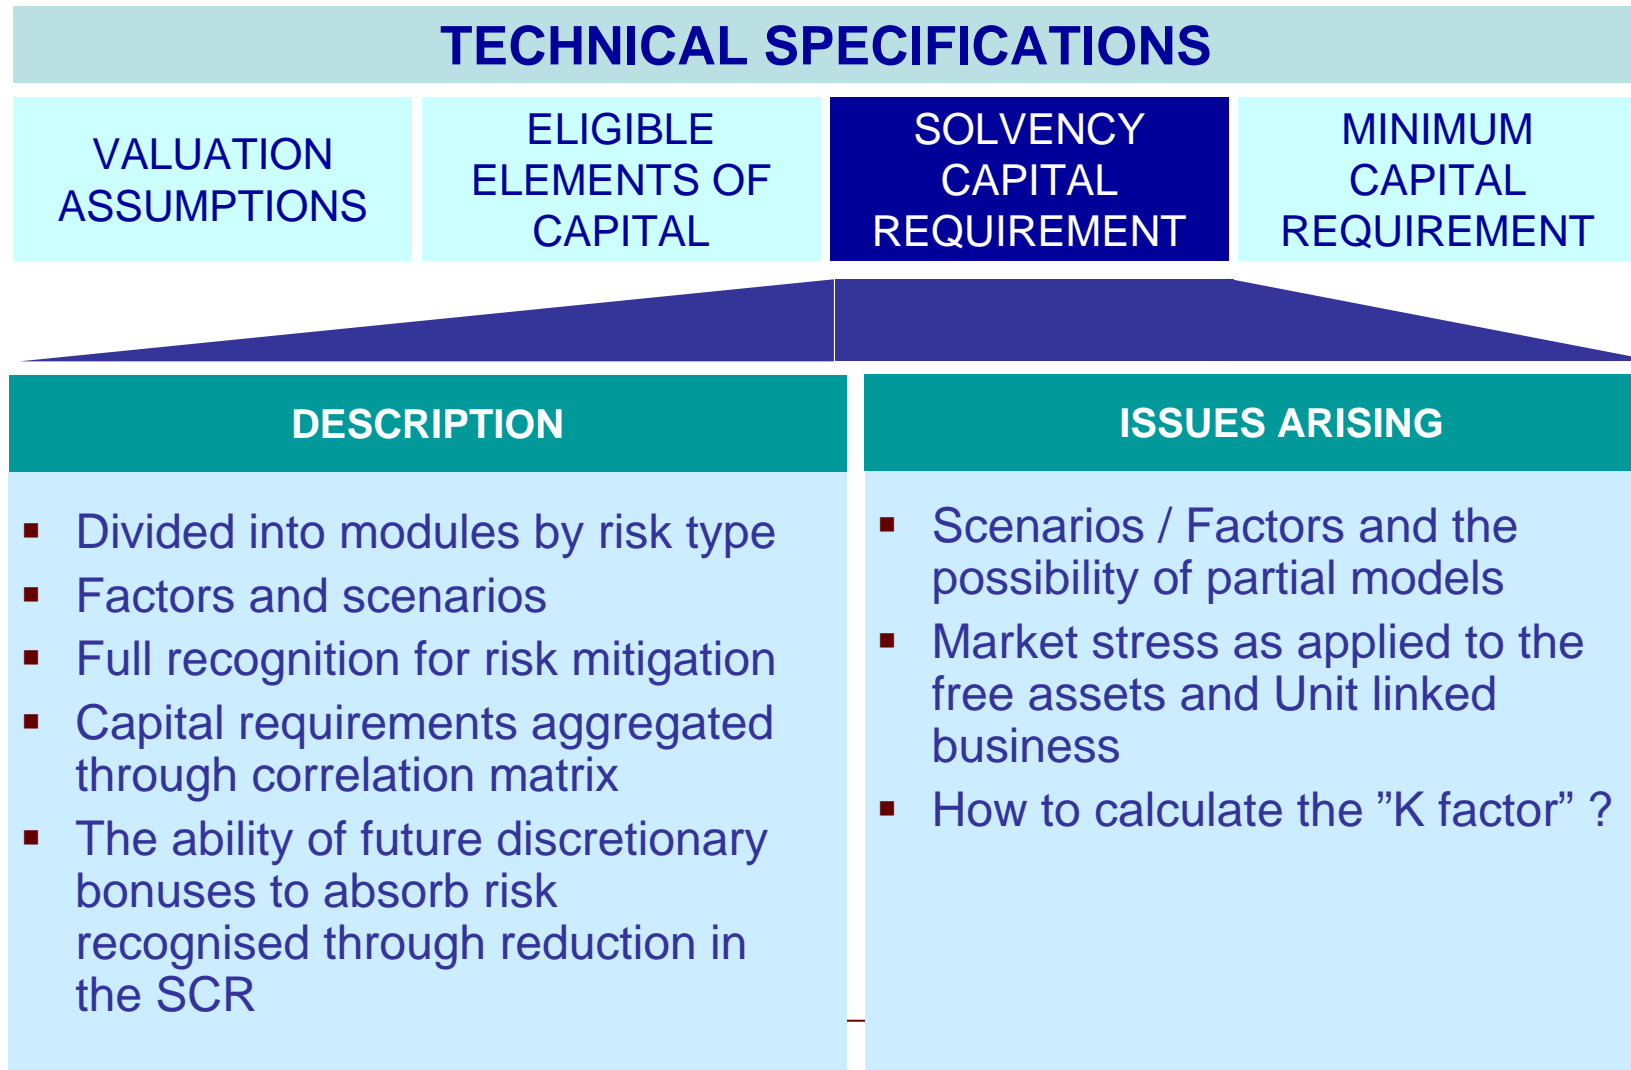 TECHNICAL SPECIFICATIONS
VALUATION
ASSUMPTIONS
ELIGIBLE
ELEMENTS OF
CAPITAL
SOLVENCY
CAPITAL
REQUIREMENT
MINIMUM
CAPITAL
REQUIREMENT
DESCRIPTION
▪ Divided into modules by risk type
▪ Factors and scenarios
▪ Full recognition for risk mitigation
▪ Capital requirements aggregated
through correlation matrix
▪ The ability of future discretionary
bonuses to absorb risk
recognised through reduction in
the SCR
ISSUES ARISING
▪ Scenarios / Factors and the
possibility of partial models
▪ Market stress as applied to the
free assets and Unit linked
business
▪ How to calculate the ”K factor” ?